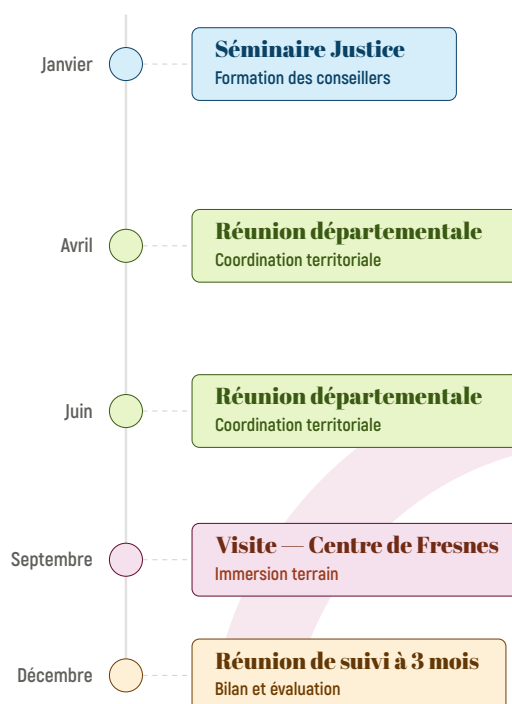 Janvier
Séminaire Justice
Formation des conseillers
Avril
Réunion départementale
Coordination territoriale
Juin
Réunion départementale
Coordination territoriale
Septembre
Visite — Centre de Fresnes
Immersion terrain
Décembre
Réunion de suivi à 3 mois
Bilan et évaluation